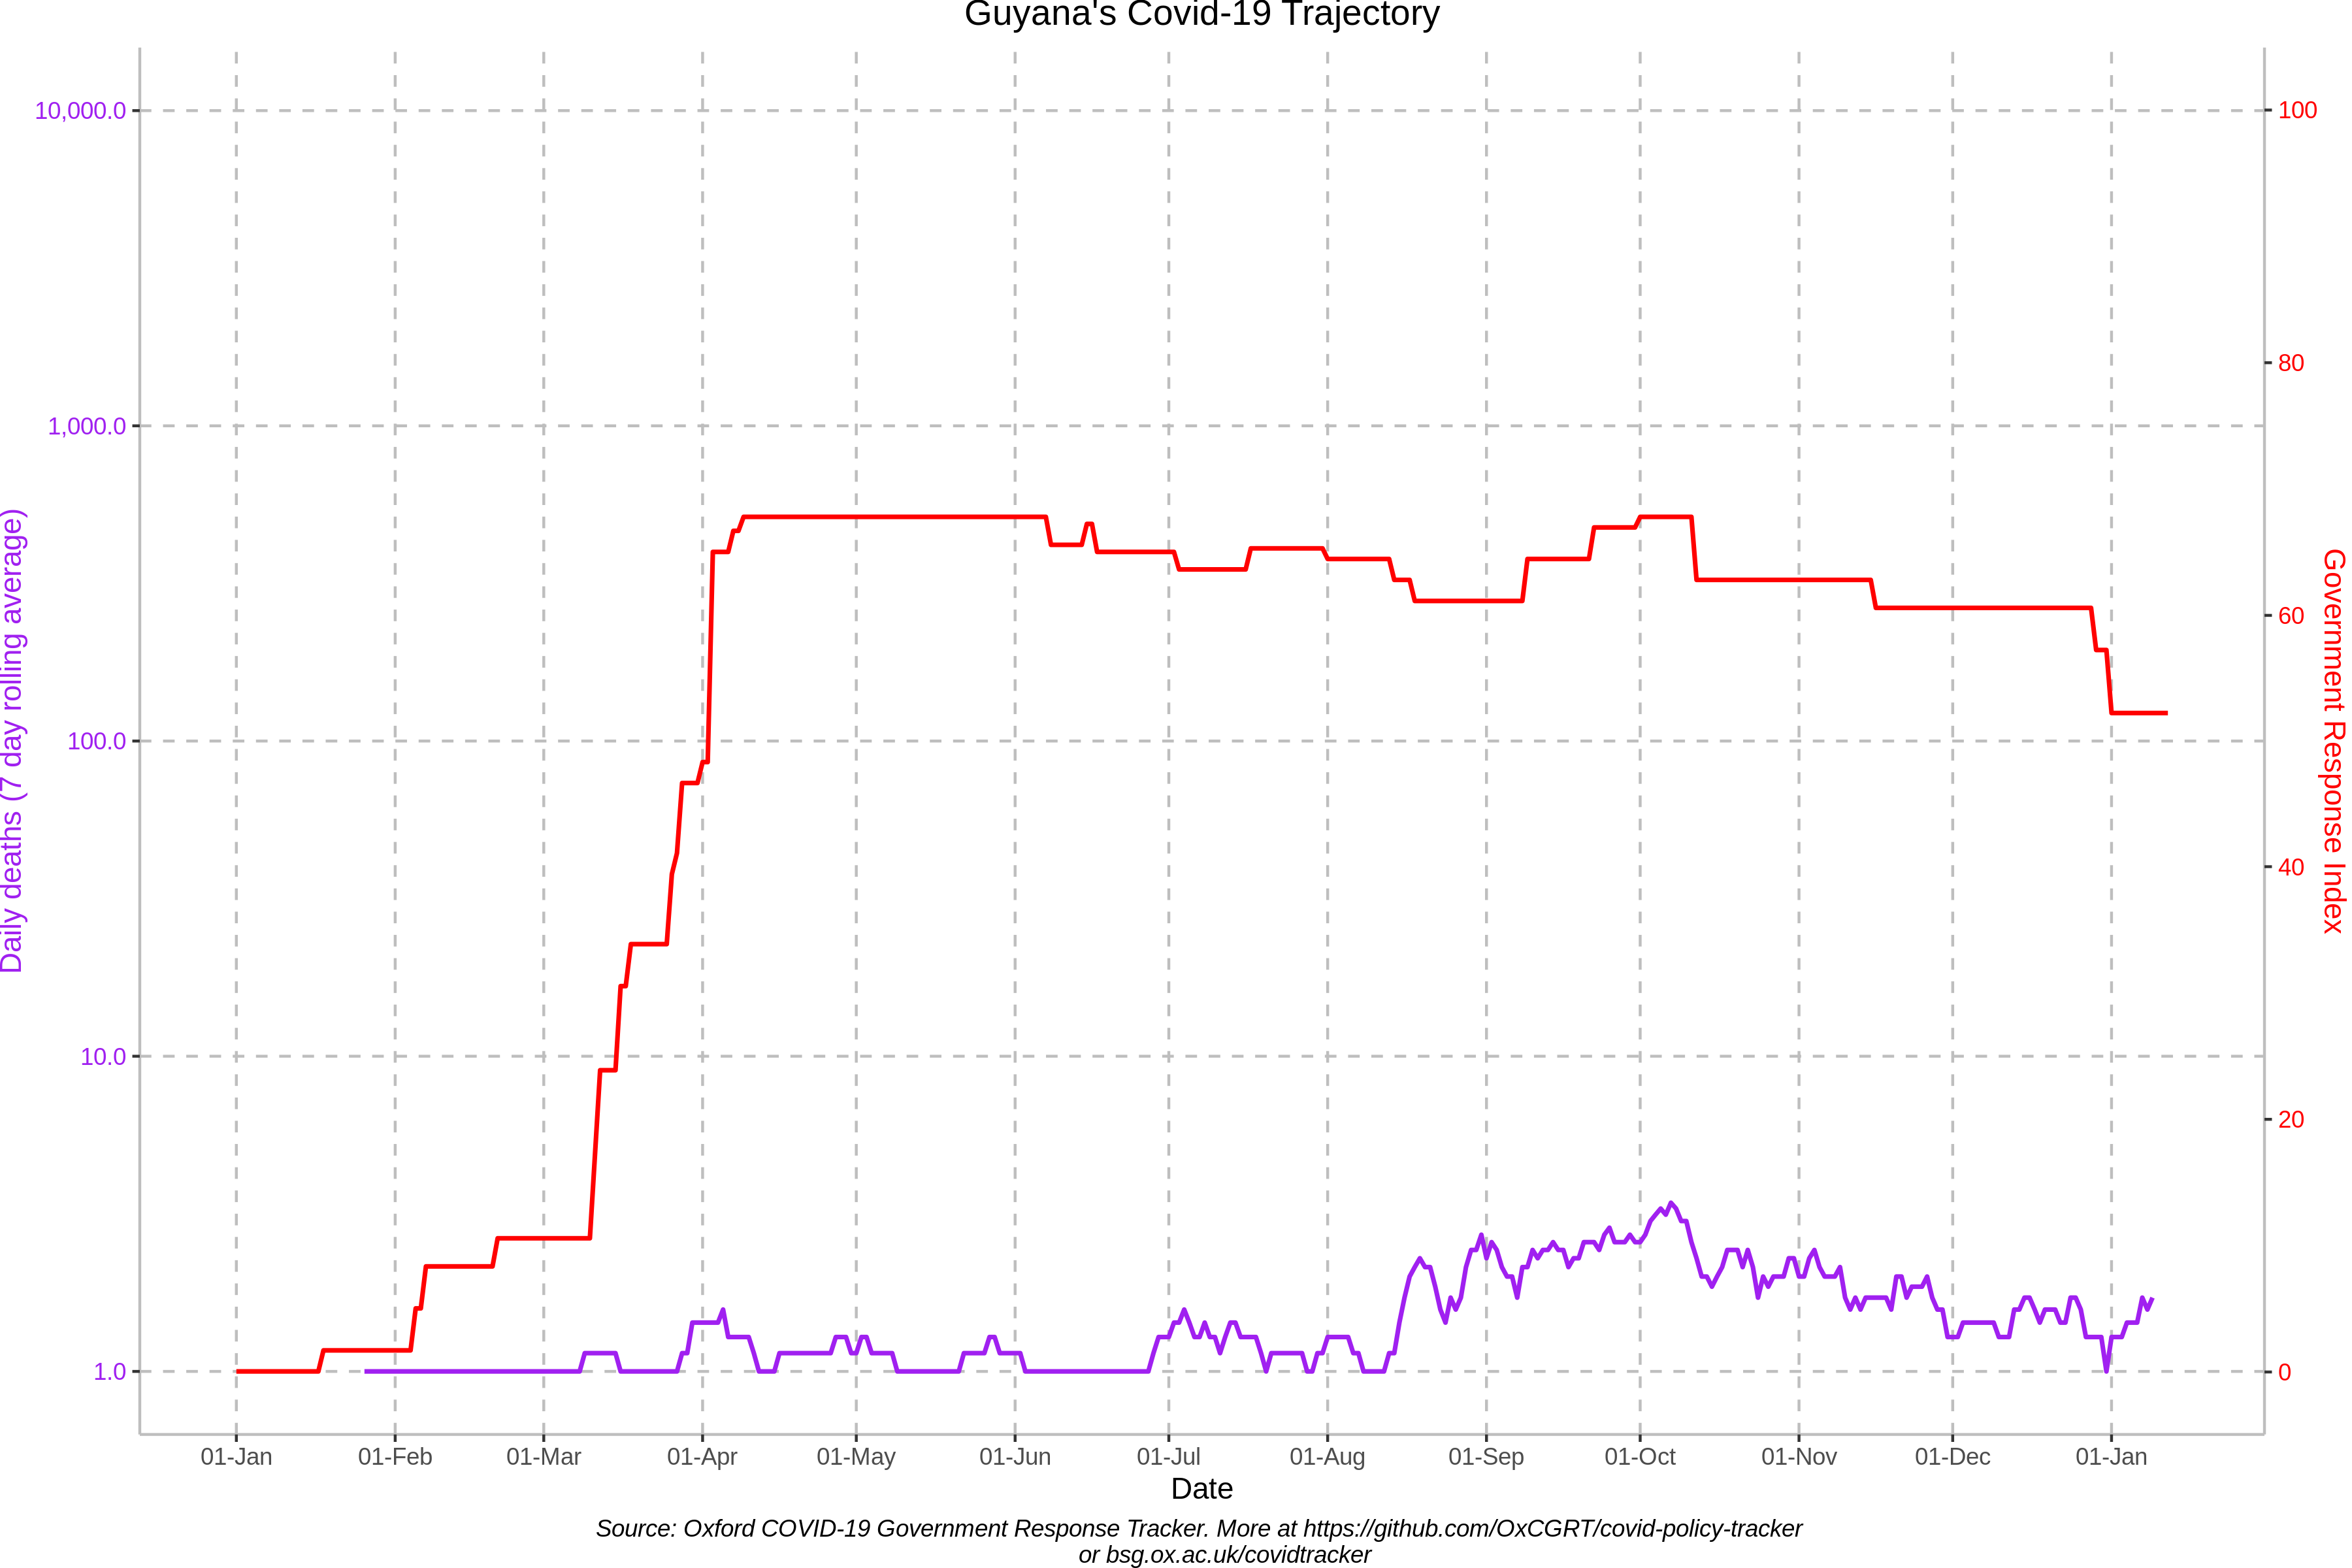 Guyana's Covid-19 Trajectory
10,000.0
1,000.0
100.0
10.0
1.0
Daily deaths (7 day rolling average)
100
80
60
40
20
0
Government Response Index
01-Jan 01-Feb 01-Mar 01-Apr 01-May 01-Jun 01-Jul 01-Aug 01-Sep 01-Oct 01-Nov 01-Dec 01-Jan
Date
Source: Oxford COVID-19 Government Response Tracker. More at https://github.com/OxCGRT/covid-policy-tracker
or bsg.ox.ac.uk/covidtracker